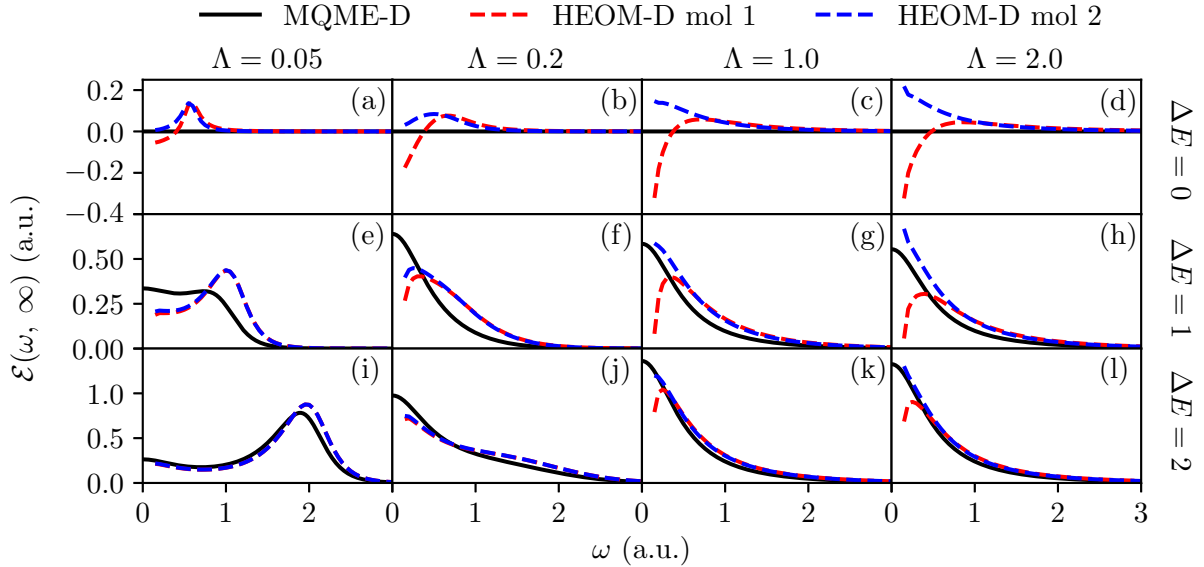 MQME-D HEOM-D mol 1 HEOM-D mol 2
Λ = 0.05 Λ = 0.2 Λ = 1.0 Λ = 2.0
0.2
0.0
−0.2
−0.4
(a) (b) (c) (d)
ΔE = 0
0.50
0.25
0.00
(e) (f) (g) (h)
ΔE = 1
1.0
0.5
0.0
(i) (j) (k) (l)
ΔE = 2
ℰ(ω, ∞) (a.u.)
0 1 2 0 1 2 0 1 2 0 1 2 3
ω (a.u.)